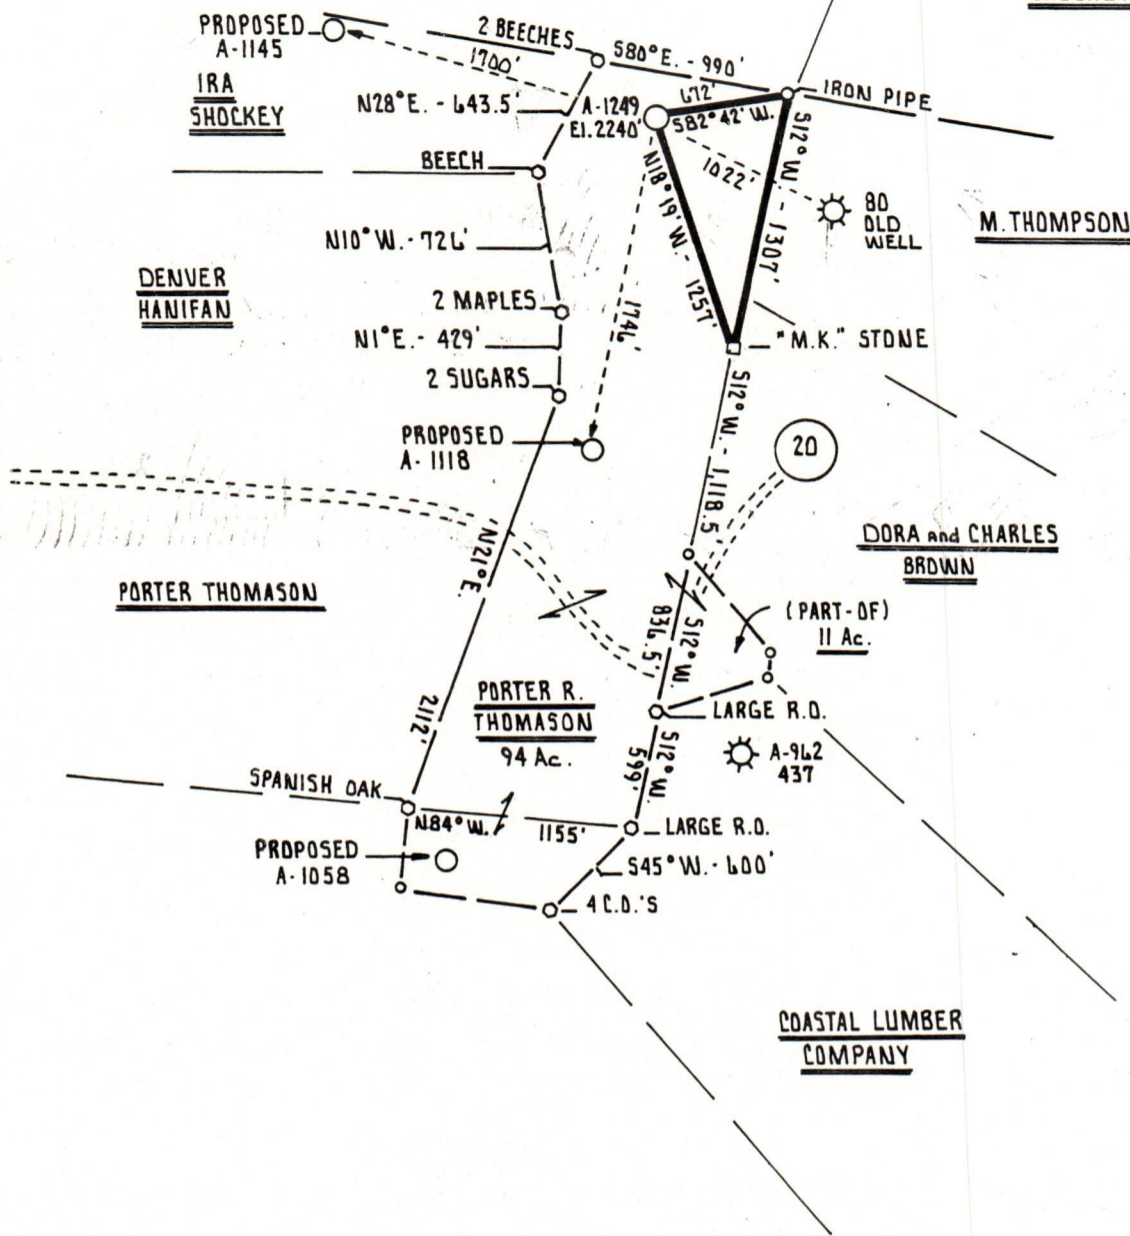 PROPOSED
A-1145
IRA
SHOCKEY
2 BEECHES
S80°E. - 990'
1700'
IRON PIPE
672'
S82°42'W.
N28°E. - 643.5'
A-1249
El. 2240'
BEECH
1022'
S12°W. - 1307'
N18°19'W. - 1257'
80
OLD
WELL
M. THOMPSON
N10°W. - 726'
DENVER
HANIFAN
2 MAPLES
1746'
N1°E. - 429'
"M.K." STONE
2 SUGARS
PROPOSED
A-1118
S12°W. - 1,118.5'
20
DORA and CHARLES
BROWN
N21°E.
2112'
PORTER THOMASON
(PART-OF)
11 Ac.
S12°W.
836.5'
PORTER R.
THOMASON
94 Ac.
LARGE R.O.
A-962
437
S12°W.
599'
SPANISH OAK
N84°W.
1155'
LARGE R.O.
PROPOSED
A-1058
S45°W. - 600'
4 C.O.'S
COASTAL LUMBER
COMPANY